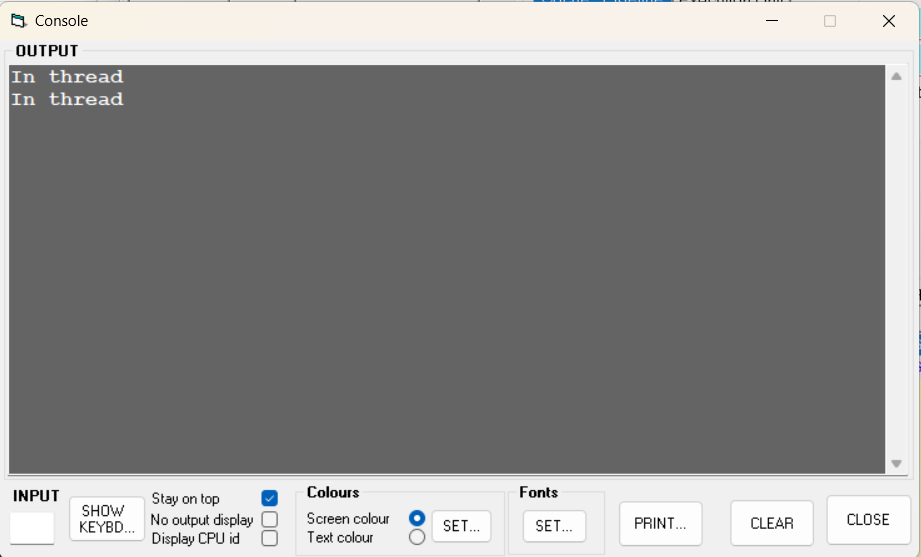 Console
OUTPUT
In thread
In thread
INPUT
SHOW
KEYBD...
Stay on top
No output display
Display CPU id
Colours
Screen colour
Text colour
SET...
Fonts
SET...
PRINT...
CLEAR
CLOSE